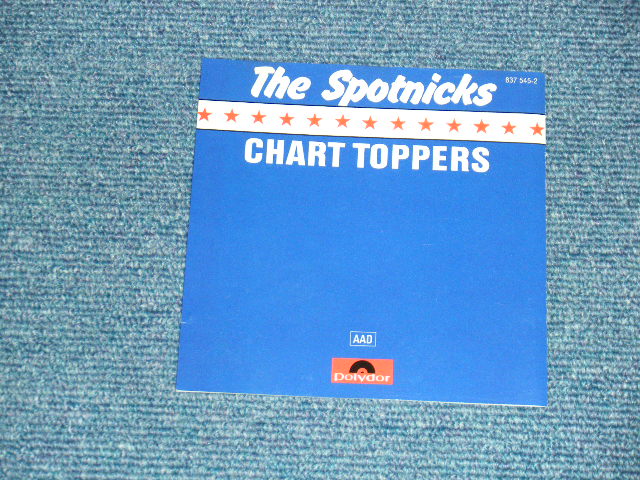 The Spotnicks
837 545-2
CHART TOPPERS
AAD
polydor